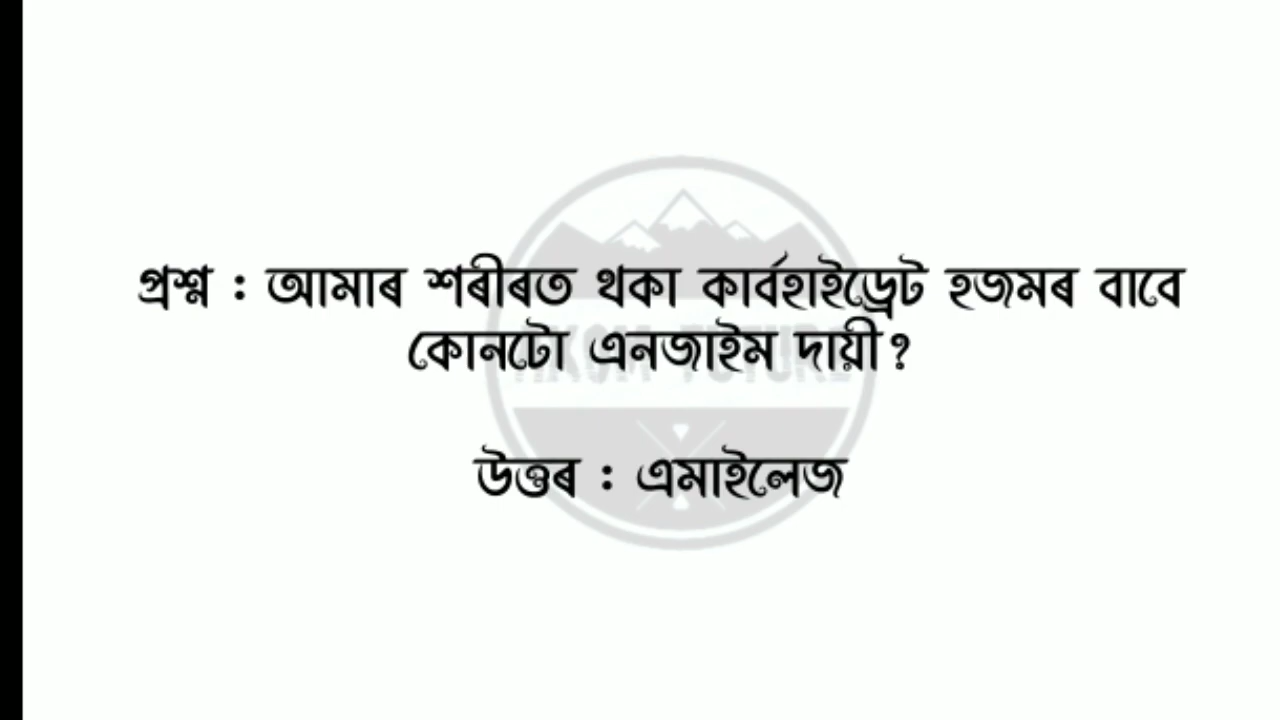 প্ৰশ্ন : আমাৰ শৰীৰত থকা কাৰ্বহাইড্ৰেট হজমৰ বাবে
কোনটো এনজাইম দায়ী?
উত্তৰ : এমাইলেজ